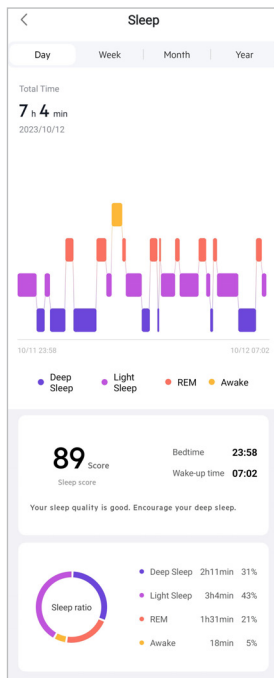 Sleep
Day Week Month Year
Total Time
7 h 4 min
2023/10/12
10/11 23:58 10/12 07:02
Deep Sleep Light Sleep REM Awake
89 Score
Sleep score
Bedtime 23:58
Wake-up time 07:02
Your sleep quality is good. Encourage your deep sleep.
Sleep ratio
Deep Sleep 2h11min 31%
Light Sleep 3h4min 43%
REM 1h31min 21%
Awake 18min 5%